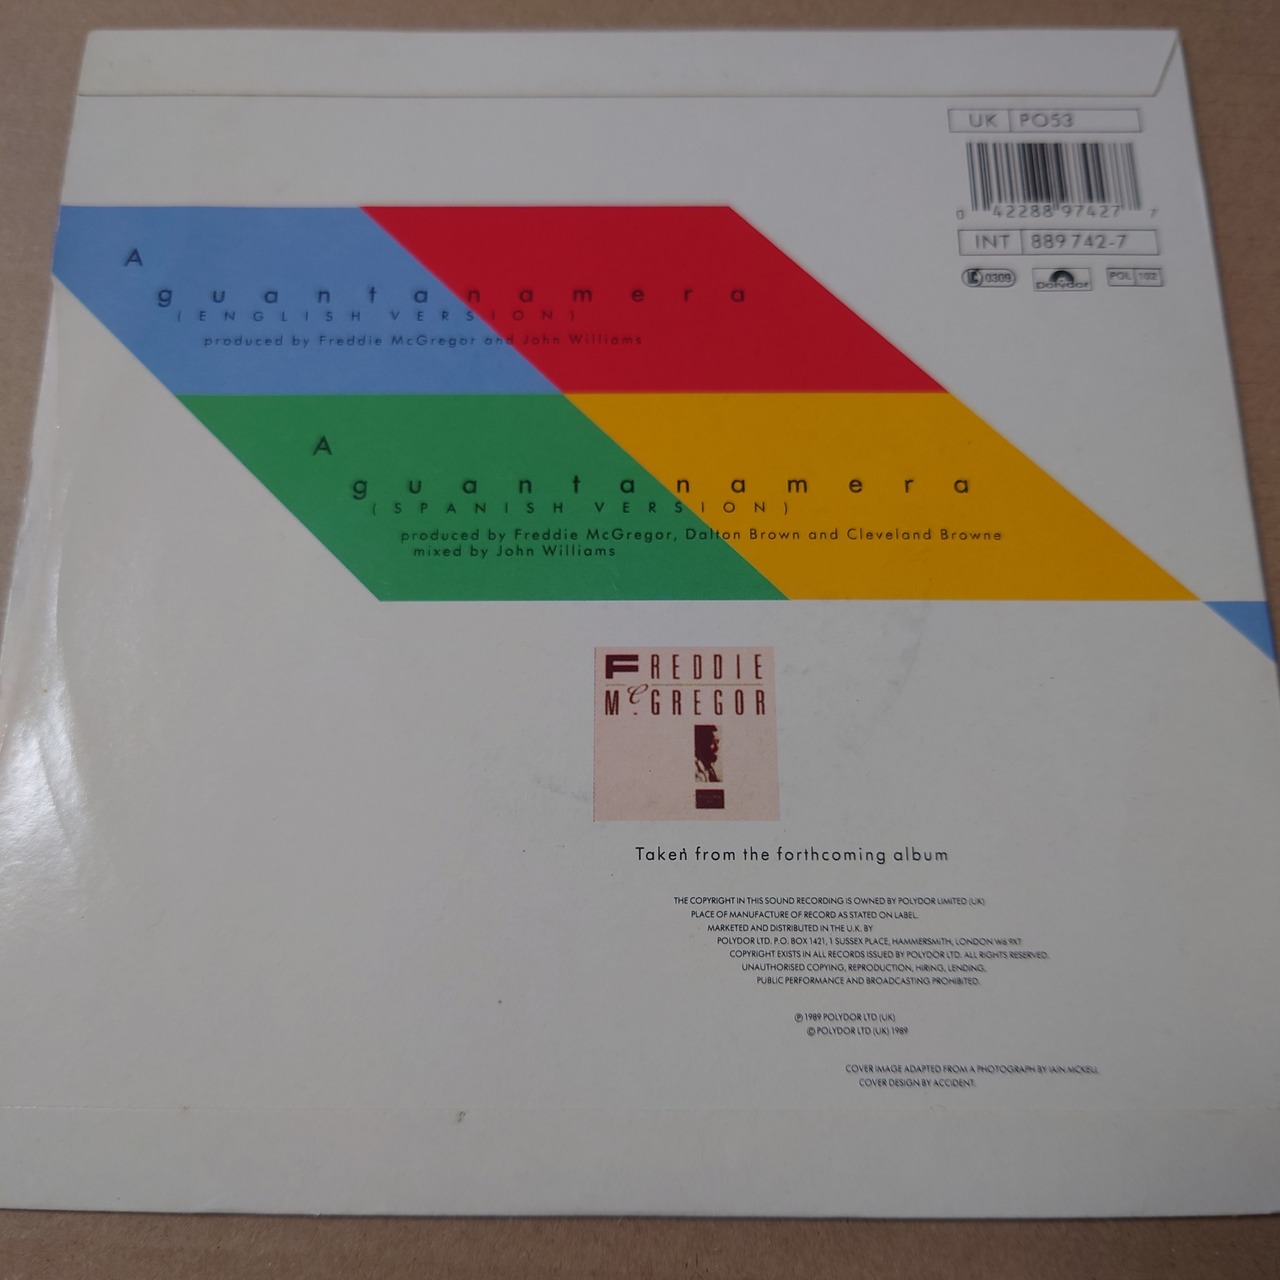 UK PO53
0 42288 97427 7
INT 889 742-7
LC 0309
polydor
POL 102
A
guantanamera
(ENGLISH VERSION)
produced by Freddie McGregor and John Williams
A
guantanamera
(SPANISH VERSION)
produced by Freddie McGregor, Dalton Brown and Cleveland Browne
mixed by John Williams
FREDDIE
McGREGOR
Taken from the forthcoming album
THE COPYRIGHT IN THIS SOUND RECORDING IS OWNED BY POLYDOR LIMITED (UK)
PLACE OF MANUFACTURE OF RECORD AS STATED ON LABEL.
MARKETED AND DISTRIBUTED IN THE U.K. BY
POLYDOR LTD. P.O. BOX 1421, 1 SUSSEX PLACE, HAMMERSMITH, LONDON W6 9XT
COPYRIGHT EXISTS IN ALL RECORDS ISSUED BY POLYDOR LTD. ALL RIGHTS RESERVED.
UNAUTHORISED COPYING, REPRODUCTION, HIRING, LENDING,
PUBLIC PERFORMANCE AND BROADCASTING PROHIBITED.
℗ 1989 POLYDOR LTD (UK)
© POLYDOR LTD (UK) 1989
COVER IMAGE ADAPTED FROM A PHOTOGRAPH BY IAIN MCKELL
COVER DESIGN BY ACCIDENT.